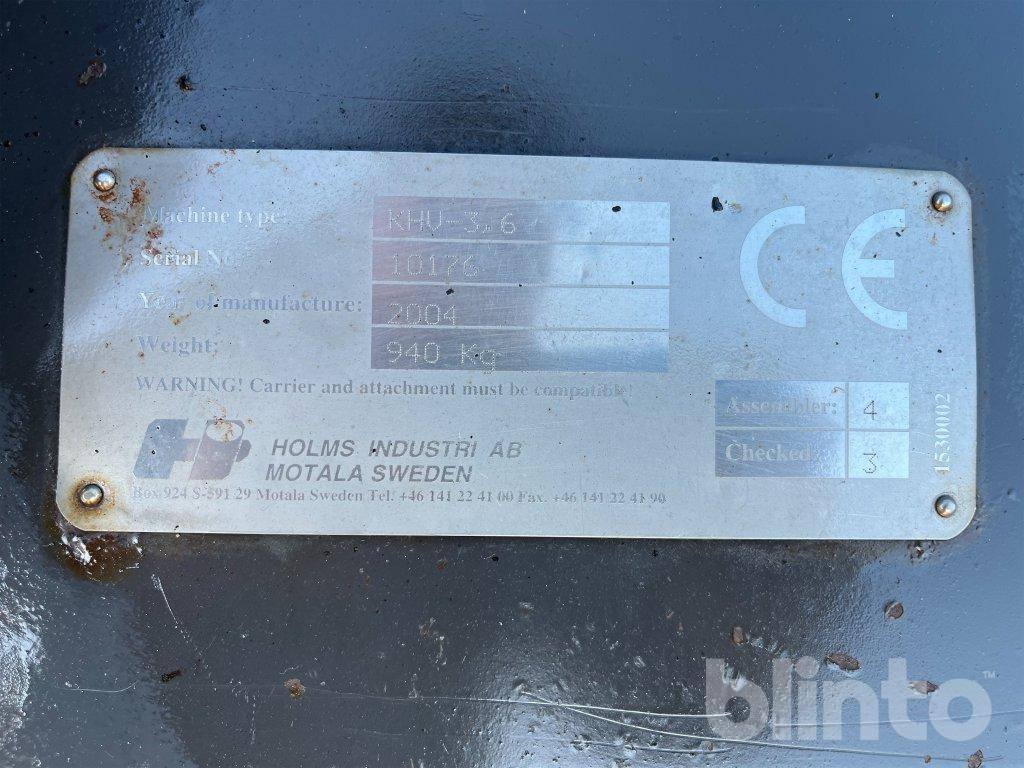 Machine type: KHV-3.6
Serial N 10176
Year of manufacture: 2004
Weight: 940 Kg
WARNING! Carrier and attachment must be compatible!
CE
Assembler: 4
Checked: 3
1530002
HP
HOLMS INDUSTRI AB
MOTALA SWEDEN
Box 924 S-591 29 Motala Sweden Tel. +46 141 22 41 00 Fax. +46 141 22 41 90
blinto™